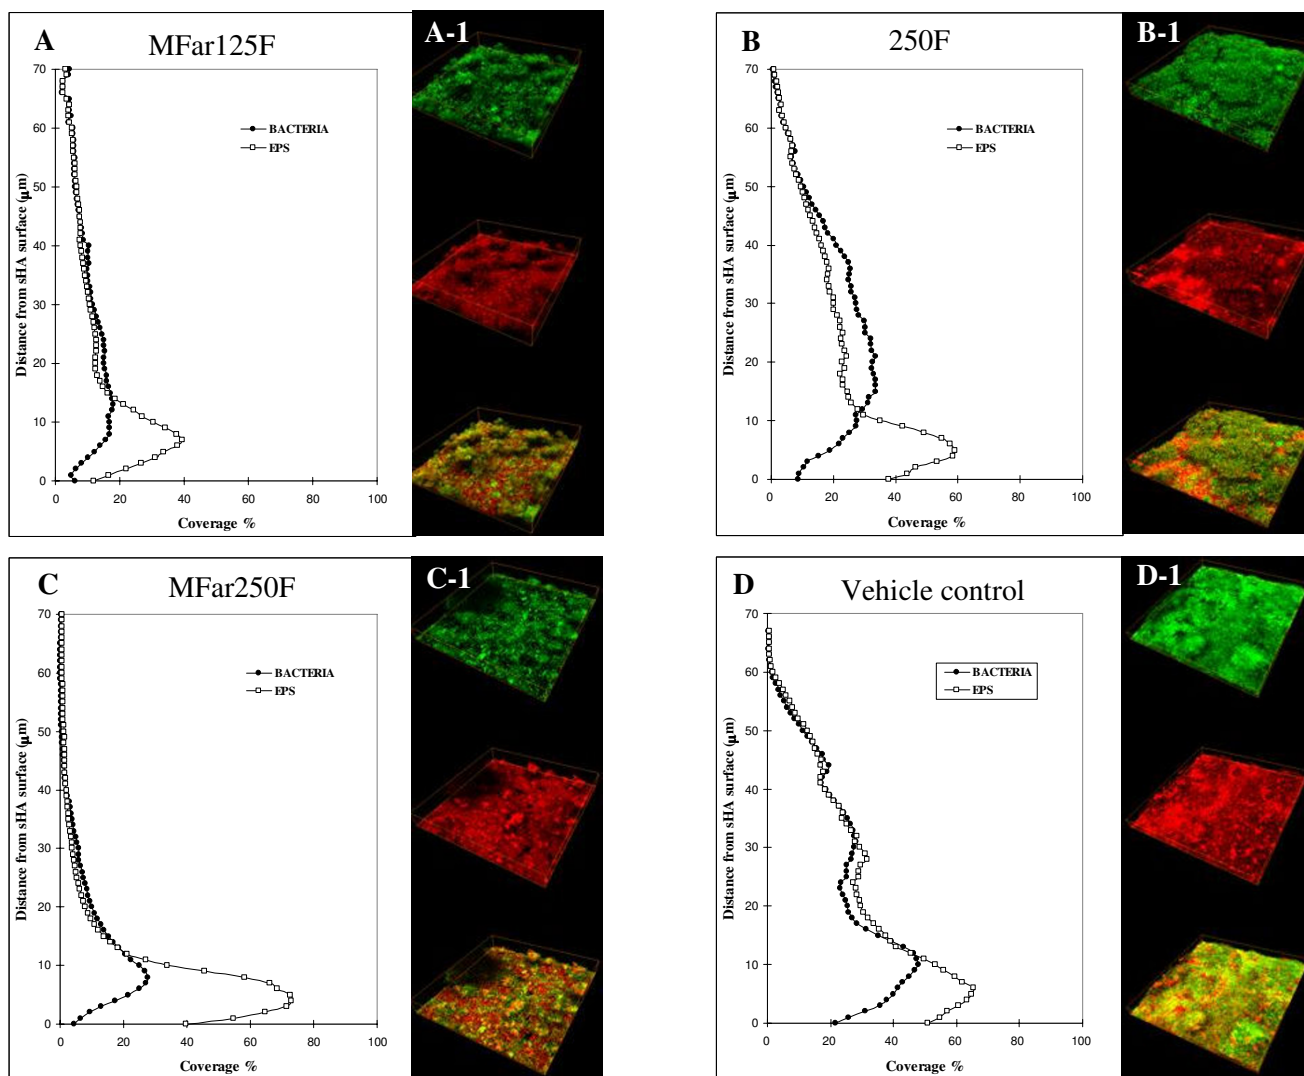 A
MFar125F
A-1
70
60
50
40
30
20
10
0
Distance from sHA surface (μm)
BACTERIA
EPS
0 20 40 60 80 100
Coverage %
B
250F
B-1
70
60
50
40
30
20
10
0
Distance from sHA surface (μm)
BACTERIA
EPS
0 20 40 60 80 100
Coverage %
C
MFar250F
C-1
70
60
50
40
30
20
10
0
Distance from sHA surface (μm)
BACTERIA
EPS
0 20 40 60 80 100
Coverage %
D
Vehicle control
D-1
70
60
50
40
30
20
10
0
Distance from sHA surface (μm)
BACTERIA
EPS
0 20 40 60 80 100
Coverage %